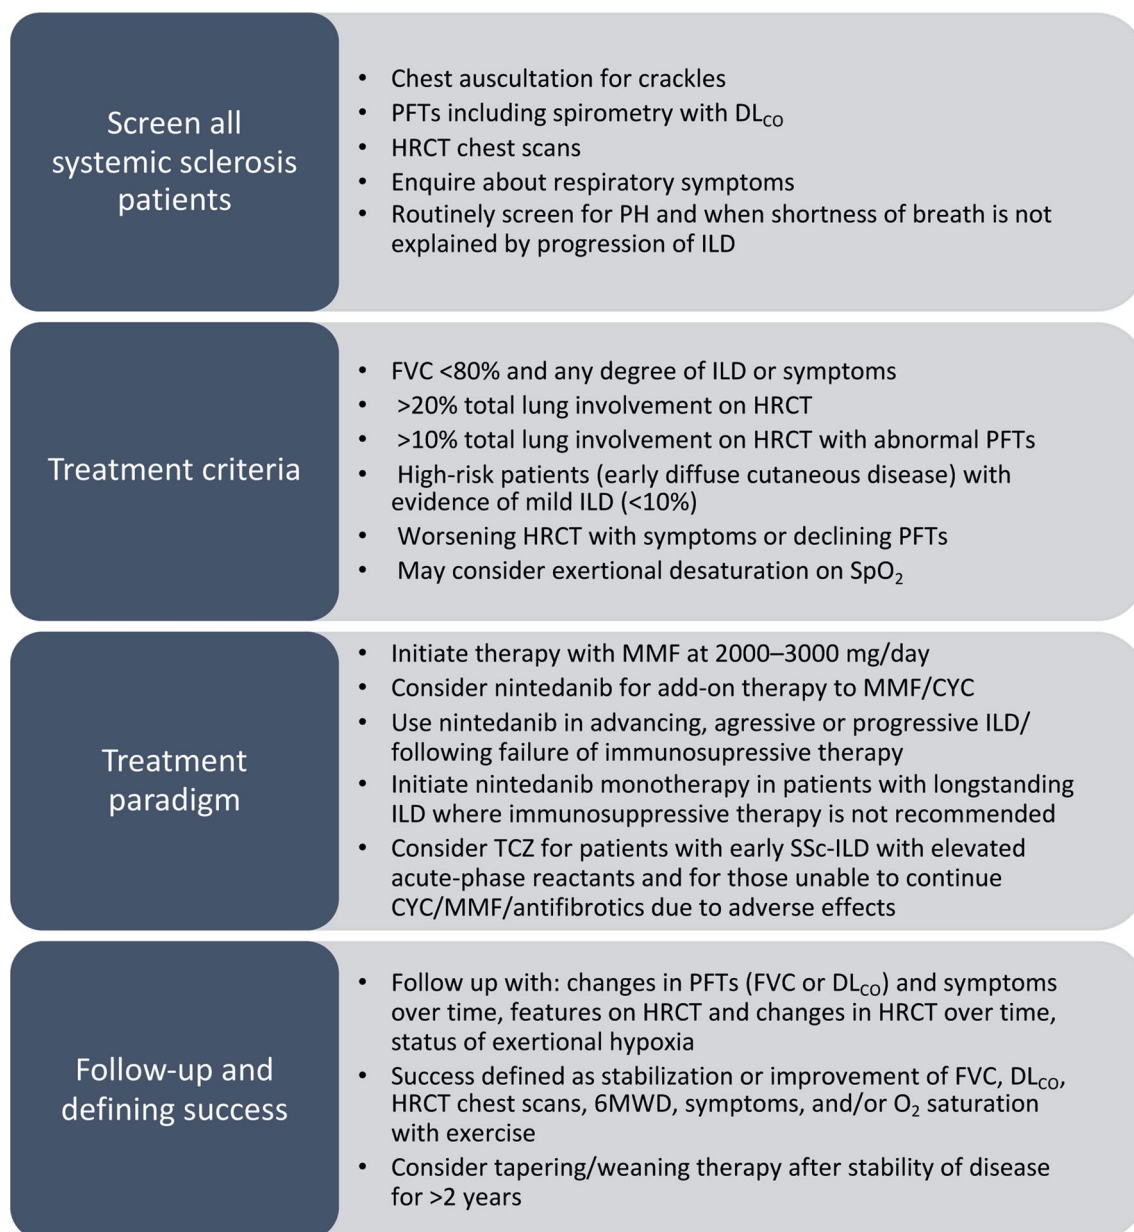 Screen all
systemic sclerosis
patients
• Chest auscultation for crackles
• PFTs including spirometry with DLCO
• HRCT chest scans
• Enquire about respiratory symptoms
• Routinely screen for PH and when shortness of breath is not
explained by progression of ILD
Treatment criteria
• FVC <80% and any degree of ILD or symptoms
• >20% total lung involvement on HRCT
• >10% total lung involvement on HRCT with abnormal PFTs
• High-risk patients (early diffuse cutaneous disease) with
evidence of mild ILD (<10%)
• Worsening HRCT with symptoms or declining PFTs
• May consider exertional desaturation on SpO2
Treatment
paradigm
• Initiate therapy with MMF at 2000–3000 mg/day
• Consider nintedanib for add-on therapy to MMF/CYC
• Use nintedanib in advancing, agressive or progressive ILD/
following failure of immunosupressive therapy
• Initiate nintedanib monotherapy in patients with longstanding
ILD where immunosuppressive therapy is not recommended
• Consider TCZ for patients with early SSc-ILD with elevated
acute-phase reactants and for those unable to continue
CYC/MMF/antifibrotics due to adverse effects
Follow-up and
defining success
• Follow up with: changes in PFTs (FVC or DLCO) and symptoms
over time, features on HRCT and changes in HRCT over time,
status of exertional hypoxia
• Success defined as stabilization or improvement of FVC, DLCO,
HRCT chest scans, 6MWD, symptoms, and/or O2 saturation
with exercise
• Consider tapering/weaning therapy after stability of disease
for >2 years